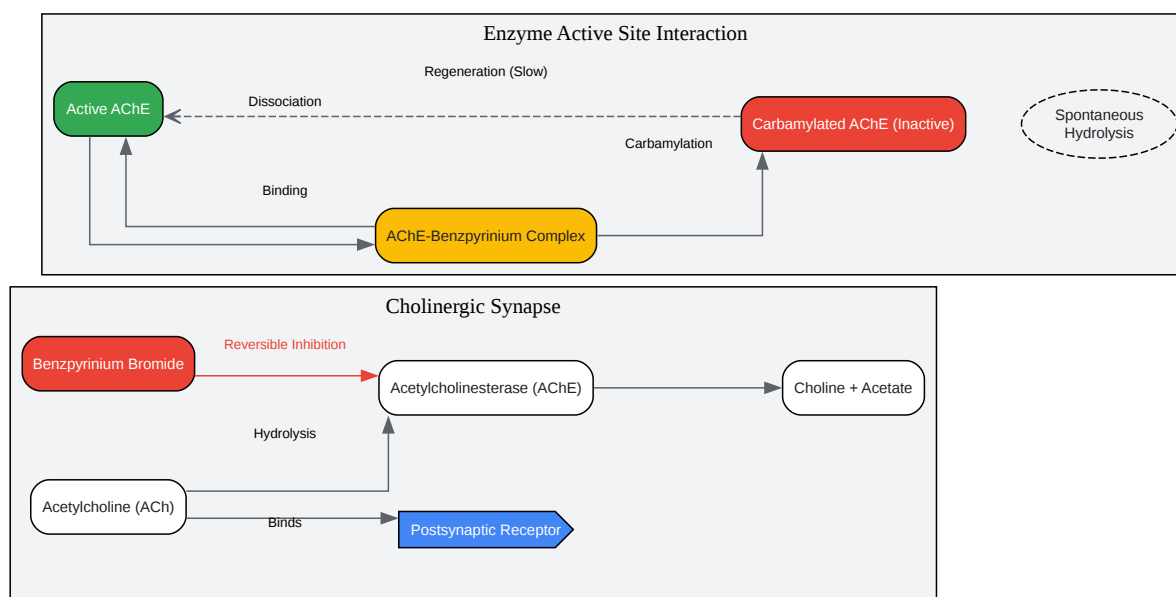 Enzyme Active Site Interaction
Regeneration (Slow)
Active AChE
Dissociation
Carbamylated AChE (Inactive)
Spontaneous
Hydrolysis
Carbamylation
Binding
AChE-Benzpyrinium Complex
Cholinergic Synapse
Benzpyrinium Bromide
Reversible Inhibition
Acetylcholinesterase (AChE)
Choline + Acetate
Hydrolysis
Acetylcholine (ACh)
Binds
Postsynaptic Receptor